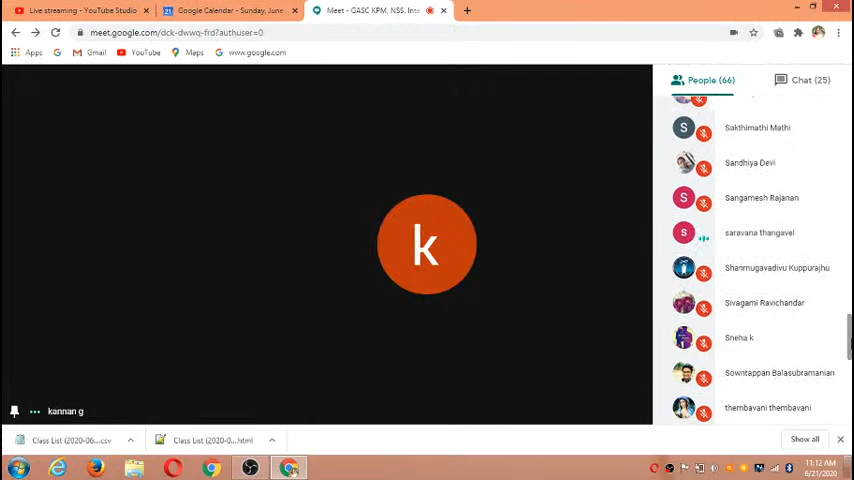 Live streaming - YouTube Studio
Google Calendar - Sunday, June
Meet - GASC KPM, NSS, Inte
meet.google.com/dck-dwwq-frd?authuser=0
Apps
Gmail
YouTube
Maps
www.google.com
People (66)
Chat (25)
S Sakthimathi Mathi
Sandhiya Devi
S Sangamesh Rajanan
s saravana thangavel
Shanmugavadivu Kuppurajhu
Sivagami Ravichandar
Sneha k
Sowntappan Balasubramanian
thembavani thembavani
k
kannan g
Class List (2020-06....csv
Class List (2020-0....html
Show all
11:12 AM
6/21/2020